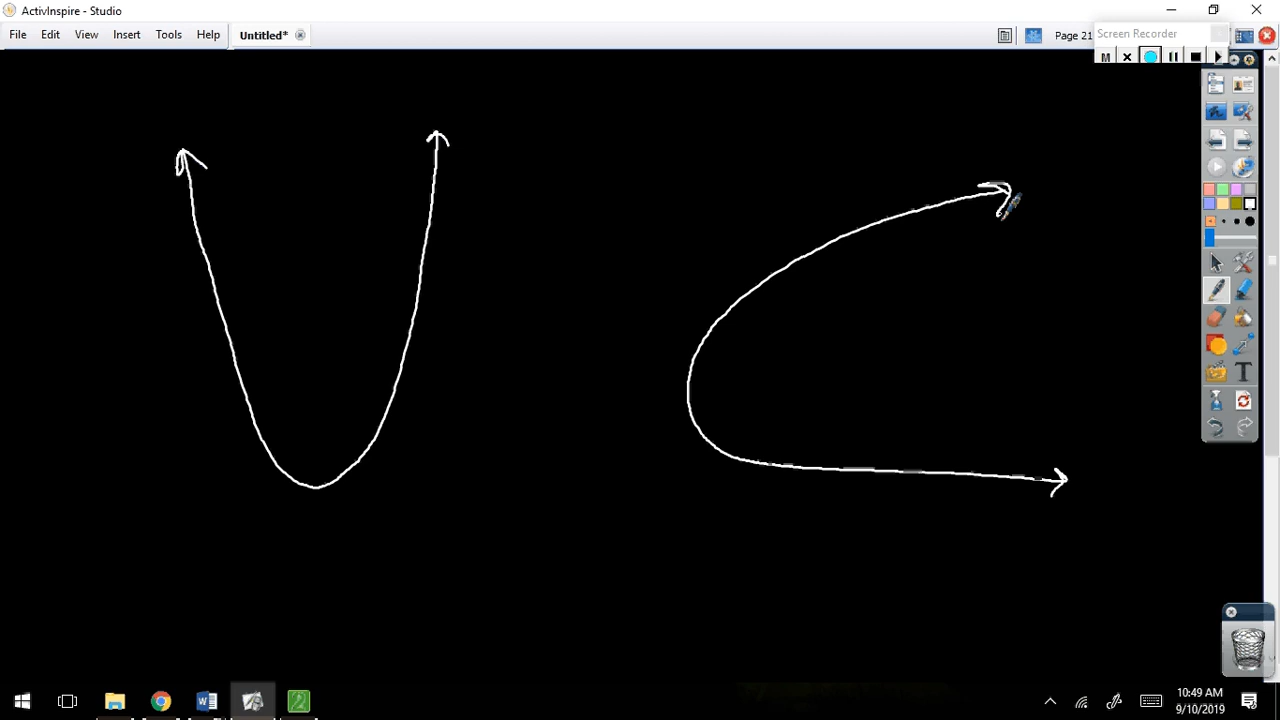 ActivInspire - Studio
File Edit View Insert Tools Help Untitled*
Page 21
Screen Recorder
M
T
10:49 AM
9/10/2019